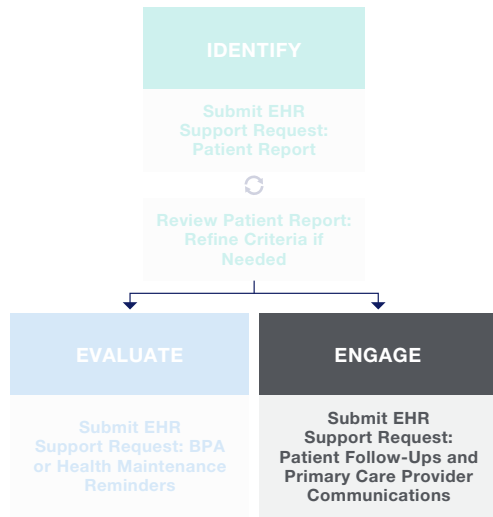 IDENTIFY
Submit EHR
Support Request:
Patient Report
Review Patient Report:
Refine Criteria if
Needed
EVALUATE
Submit EHR
Support Request: BPA
or Health Maintenance
Reminders
ENGAGE
Submit EHR
Support Request:
Patient Follow-Ups and
Primary Care Provider
Communications